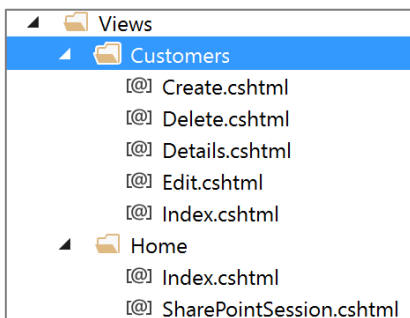 Views
Customers
[@] Create.cshtml
[@] Delete.cshtml
[@] Details.cshtml
[@] Edit.cshtml
[@] Index.cshtml
Home
[@] Index.cshtml
[@] SharePointSession.cshtml